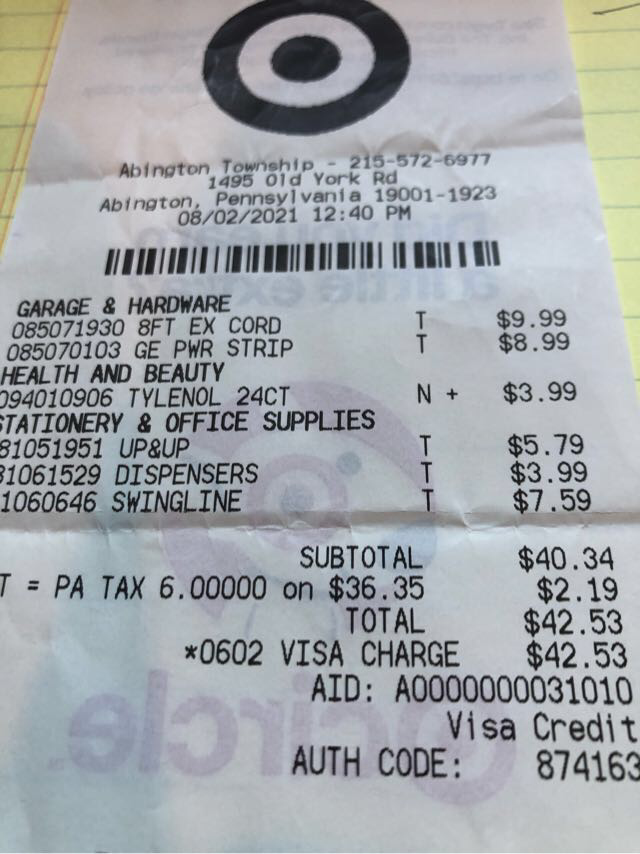 Abington Township - 215-572-6977
1495 Old York Rd
Abington, Pennsylvania 19001-1923
08/02/2021 12:40 PM
GARAGE & HARDWARE
085071930 8FT EX CORD T $9.99
085070103 GE PWR STRIP T $8.99
HEALTH AND BEAUTY
094010906 TYLENOL 24CT N + $3.99
STATIONERY & OFFICE SUPPLIES
81051951 UP&UP T $5.79
81061529 DISPENSERS T $3.99
1060646 SWINGLINE T $7.59
SUBTOTAL $40.34
T = PA TAX 6.00000 on $36.35 $2.19
TOTAL $42.53
*0602 VISA CHARGE $42.53
AID: A0000000031010
Visa Credit
AUTH CODE: 874163
circle